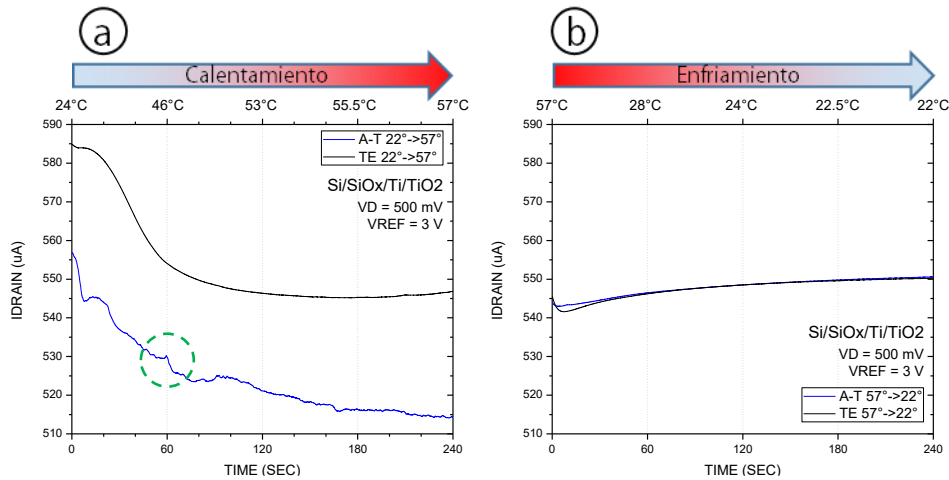 a
Calentamiento
24°C 46°C 53°C 55.5°C 57°C
590
580
570
560
550
540
530
520
510
IDRAIN (uA)
A-T 22°->57°
TE 22°->57°
Si/SiOx/Ti/TiO2
VD = 500 mV
VREF = 3 V
0 60 120 180 240
TIME (SEC)
b
Enfriamiento
57°C 28°C 24°C 22.5°C 22°C
590
580
570
560
550
540
530
520
510
IDRAIN (uA)
Si/SiOx/Ti/TiO2
VD = 500 mV
VREF = 3 V
A-T 57°->22°
TE 57°->22°
0 60 120 180 240
TIME (SEC)